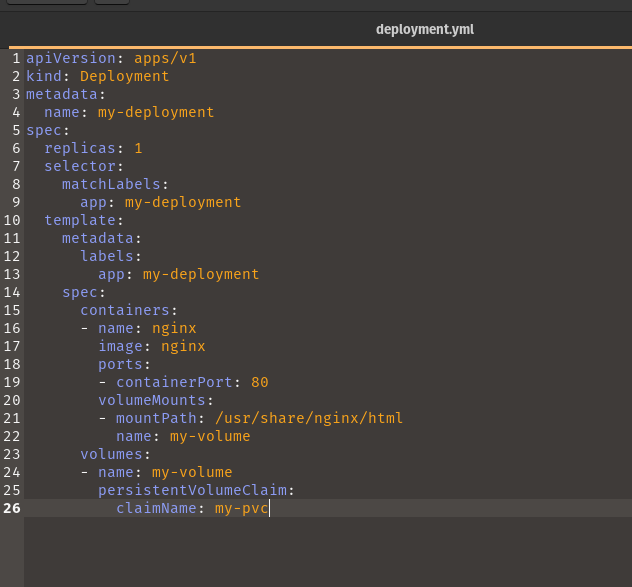 deployment.yml
1 apiVersion: apps/v1
2 kind: Deployment
3 metadata:
4   name: my-deployment
5 spec:
6   replicas: 1
7   selector:
8     matchLabels:
9       app: my-deployment
10   template:
11     metadata:
12       labels:
13         app: my-deployment
14     spec:
15       containers:
16       - name: nginx
17         image: nginx
18         ports:
19         - containerPort: 80
20         volumeMounts:
21         - mountPath: /usr/share/nginx/html
22           name: my-volume
23       volumes:
24       - name: my-volume
25         persistentVolumeClaim:
26           claimName: my-pvc